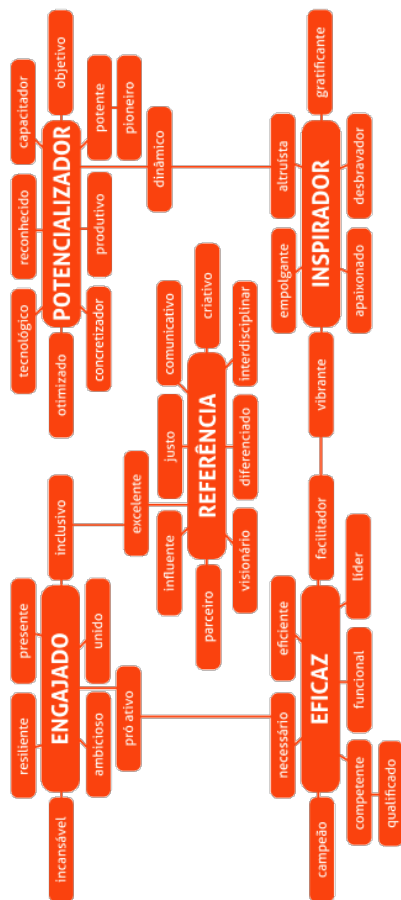 resiliente
presente
incansável
ENGAJADO
inclusivo
ambicioso
unido
pró ativo
excelente
tecnológico
reconhecido
capacitador
otimizado
POTENCIALIZADOR
objetivo
concretizador
produtivo
potente
pioneiro
dinâmico
influente
justo
comunicativo
parceiro
REFERÊNCIA
criativo
visionário
diferenciado
interdisciplinar
necessário
eficiente
campeão
EFICAZ
facilitador
competente
funcional
líder
qualificado
empolgante
altruísta
vibrante
INSPIRADOR
gratificante
apaixonado
desbravador